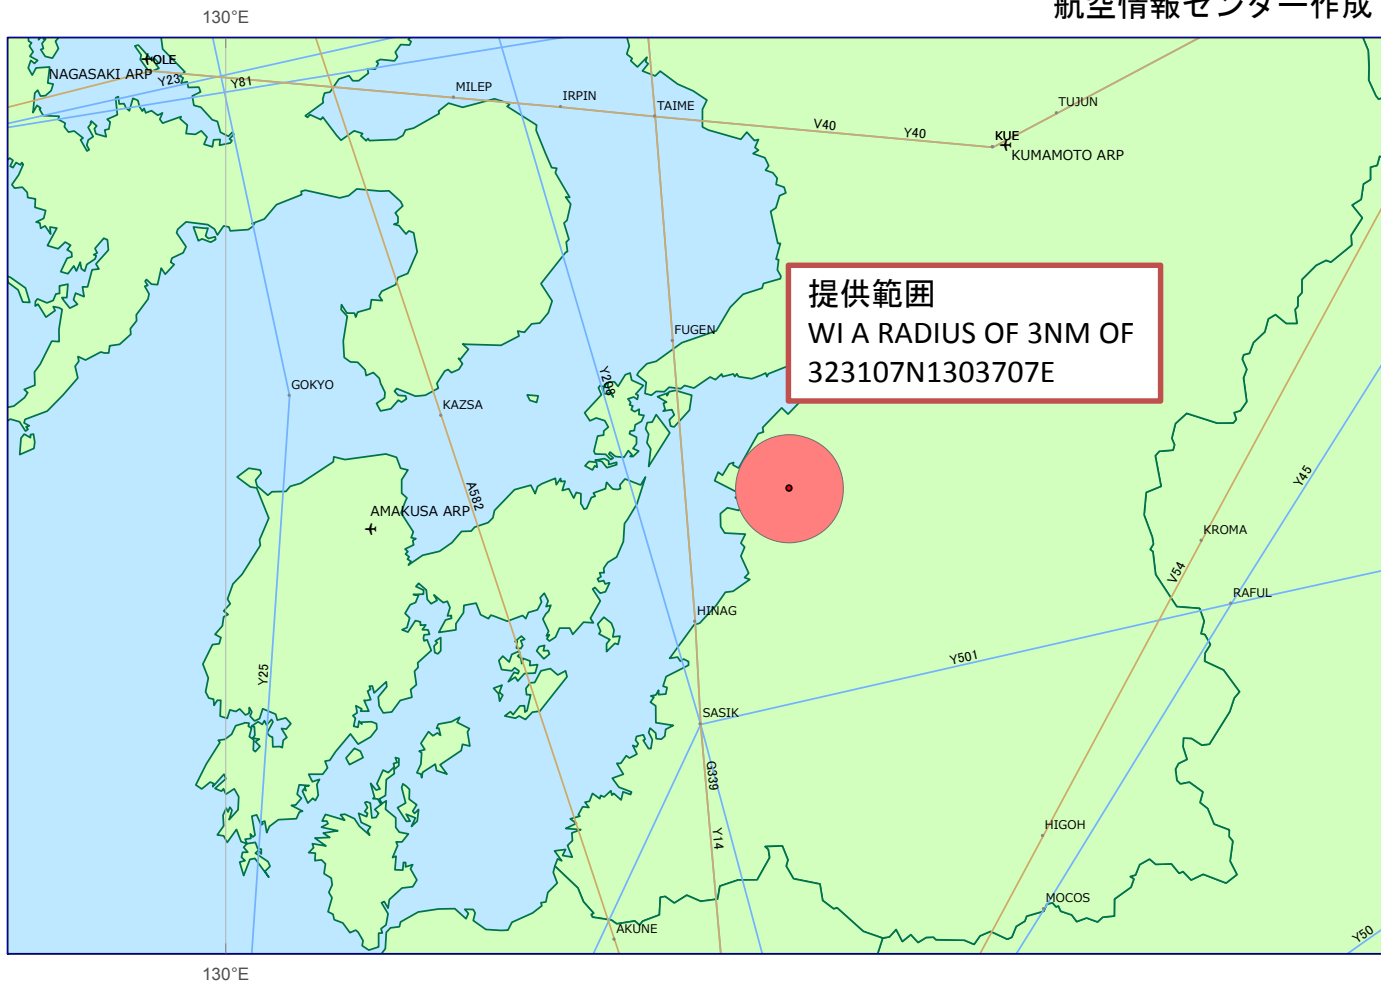 航空情報センター作成
130°E
OLE
NAGASAKI ARP
Y23
Y81
MILEP
IRPIN
TAIME
TUJUN
V40
Y40
KUE
KUMAMOTO ARP
提供範囲
WI A RADIUS OF 3NM OF
323107N1303707E
FUGEN
GOKYO
Y208
KAZSA
A582
AMAKUSA ARP
Y45
KROMA
V54
RAFUL
HINAG
Y501
Y25
SASIK
G339
Y14
HIGOH
MOCOS
AKUNE
Y50
130°E